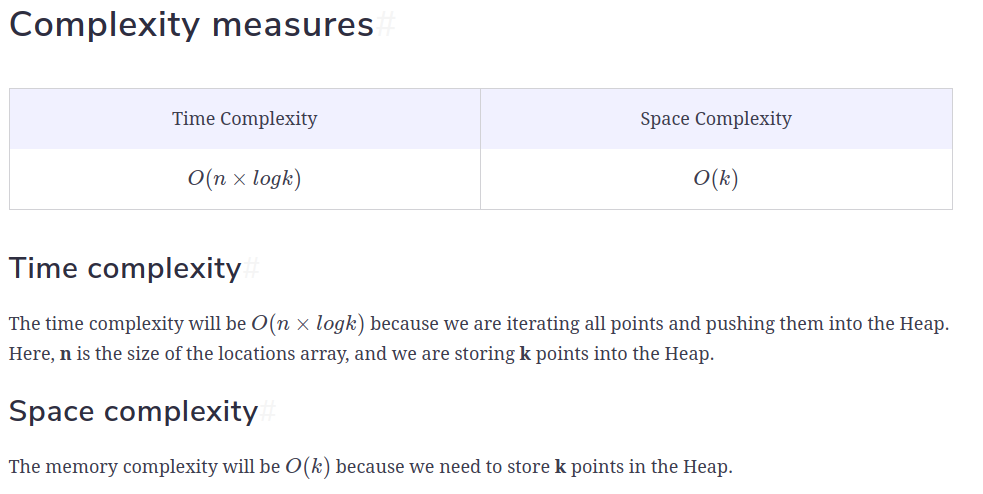 Complexity measures#
Time Complexity
Space Complexity
O(n × logk)
O(k)
Time complexity#
The time complexity will be O(n × logk) because we are iterating all points and pushing them into the Heap.
Here, n is the size of the locations array, and we are storing k points into the Heap.
Space complexity#
The memory complexity will be O(k) because we need to store k points in the Heap.